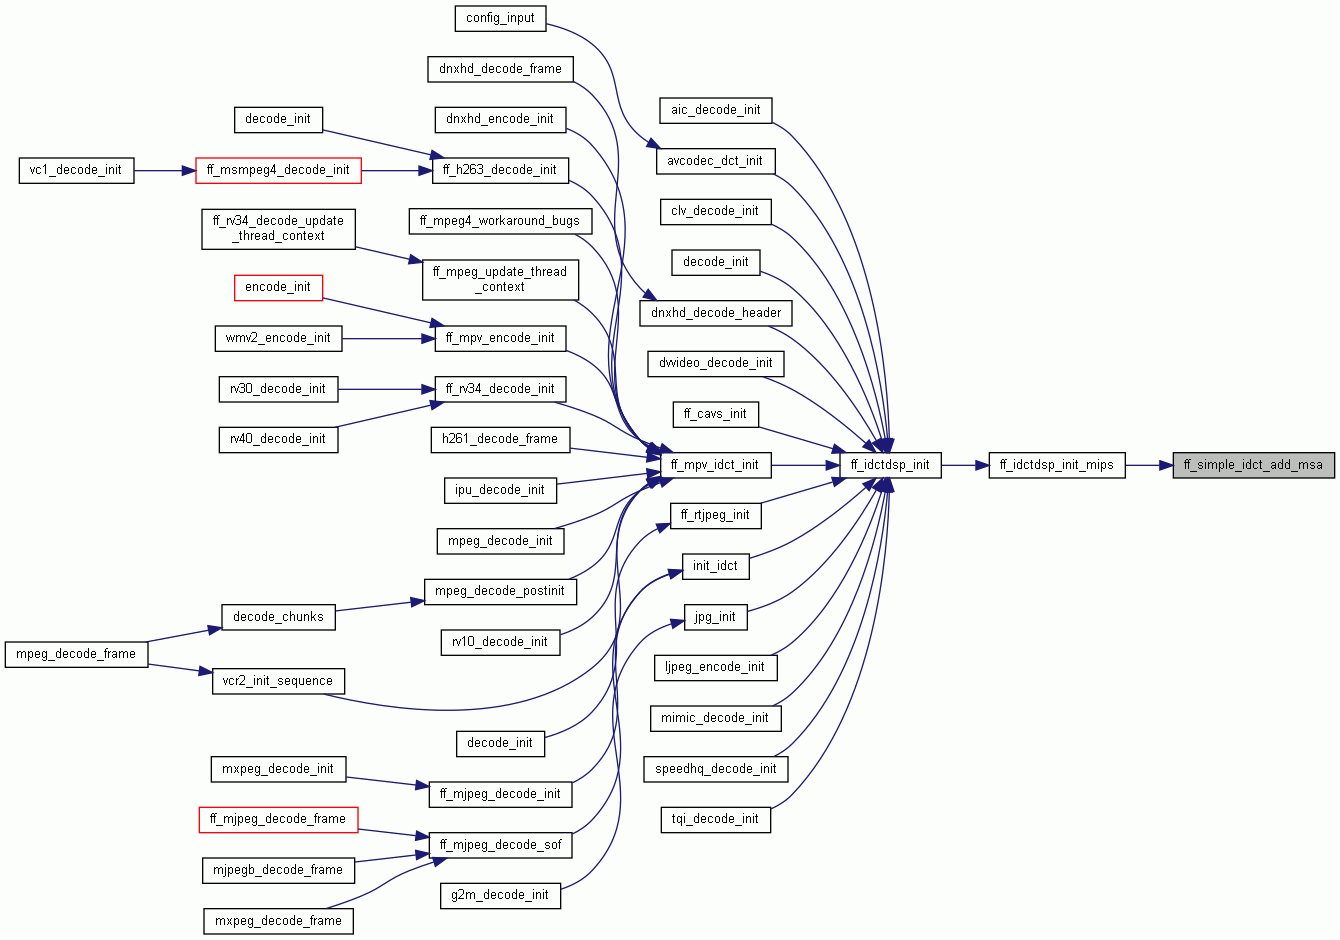 config_input
dnxhd_decode_frame
aic_decode_init
decode_init
dnxhd_encode_init
avcodec_dct_init
vc1_decode_init
ff_msmpeg4_decode_init
ff_h263_decode_init
clv_decode_init
ff_rv34_decode_update
_thread_context
ff_mpeg4_workaround_bugs
decode_init
ff_mpeg_update_thread
_context
encode_init
dnxhd_decode_header
wmv2_encode_init
ff_mpv_encode_init
dvvideo_decode_init
rv30_decode_init
ff_rv34_decode_init
ff_cavs_init
rv40_decode_init
h261_decode_frame
ff_mpv_idct_init
ff_idctdsp_init
ff_idctdsp_init_mips
ff_simple_idct_add_msa
ipu_decode_init
ff_rtjpeg_init
mpeg_decode_init
init_idct
mpeg_decode_postinit
decode_chunks
jpg_init
mpeg_decode_frame
rv10_decode_init
ljpeg_encode_init
vcr2_init_sequence
mimic_decode_init
decode_init
mxpeg_decode_init
speedhq_decode_init
ff_mjpeg_decode_init
ff_mjpeg_decode_frame
tqi_decode_init
ff_mjpeg_decode_sof
mjpegb_decode_frame
g2m_decode_init
mxpeg_decode_frame